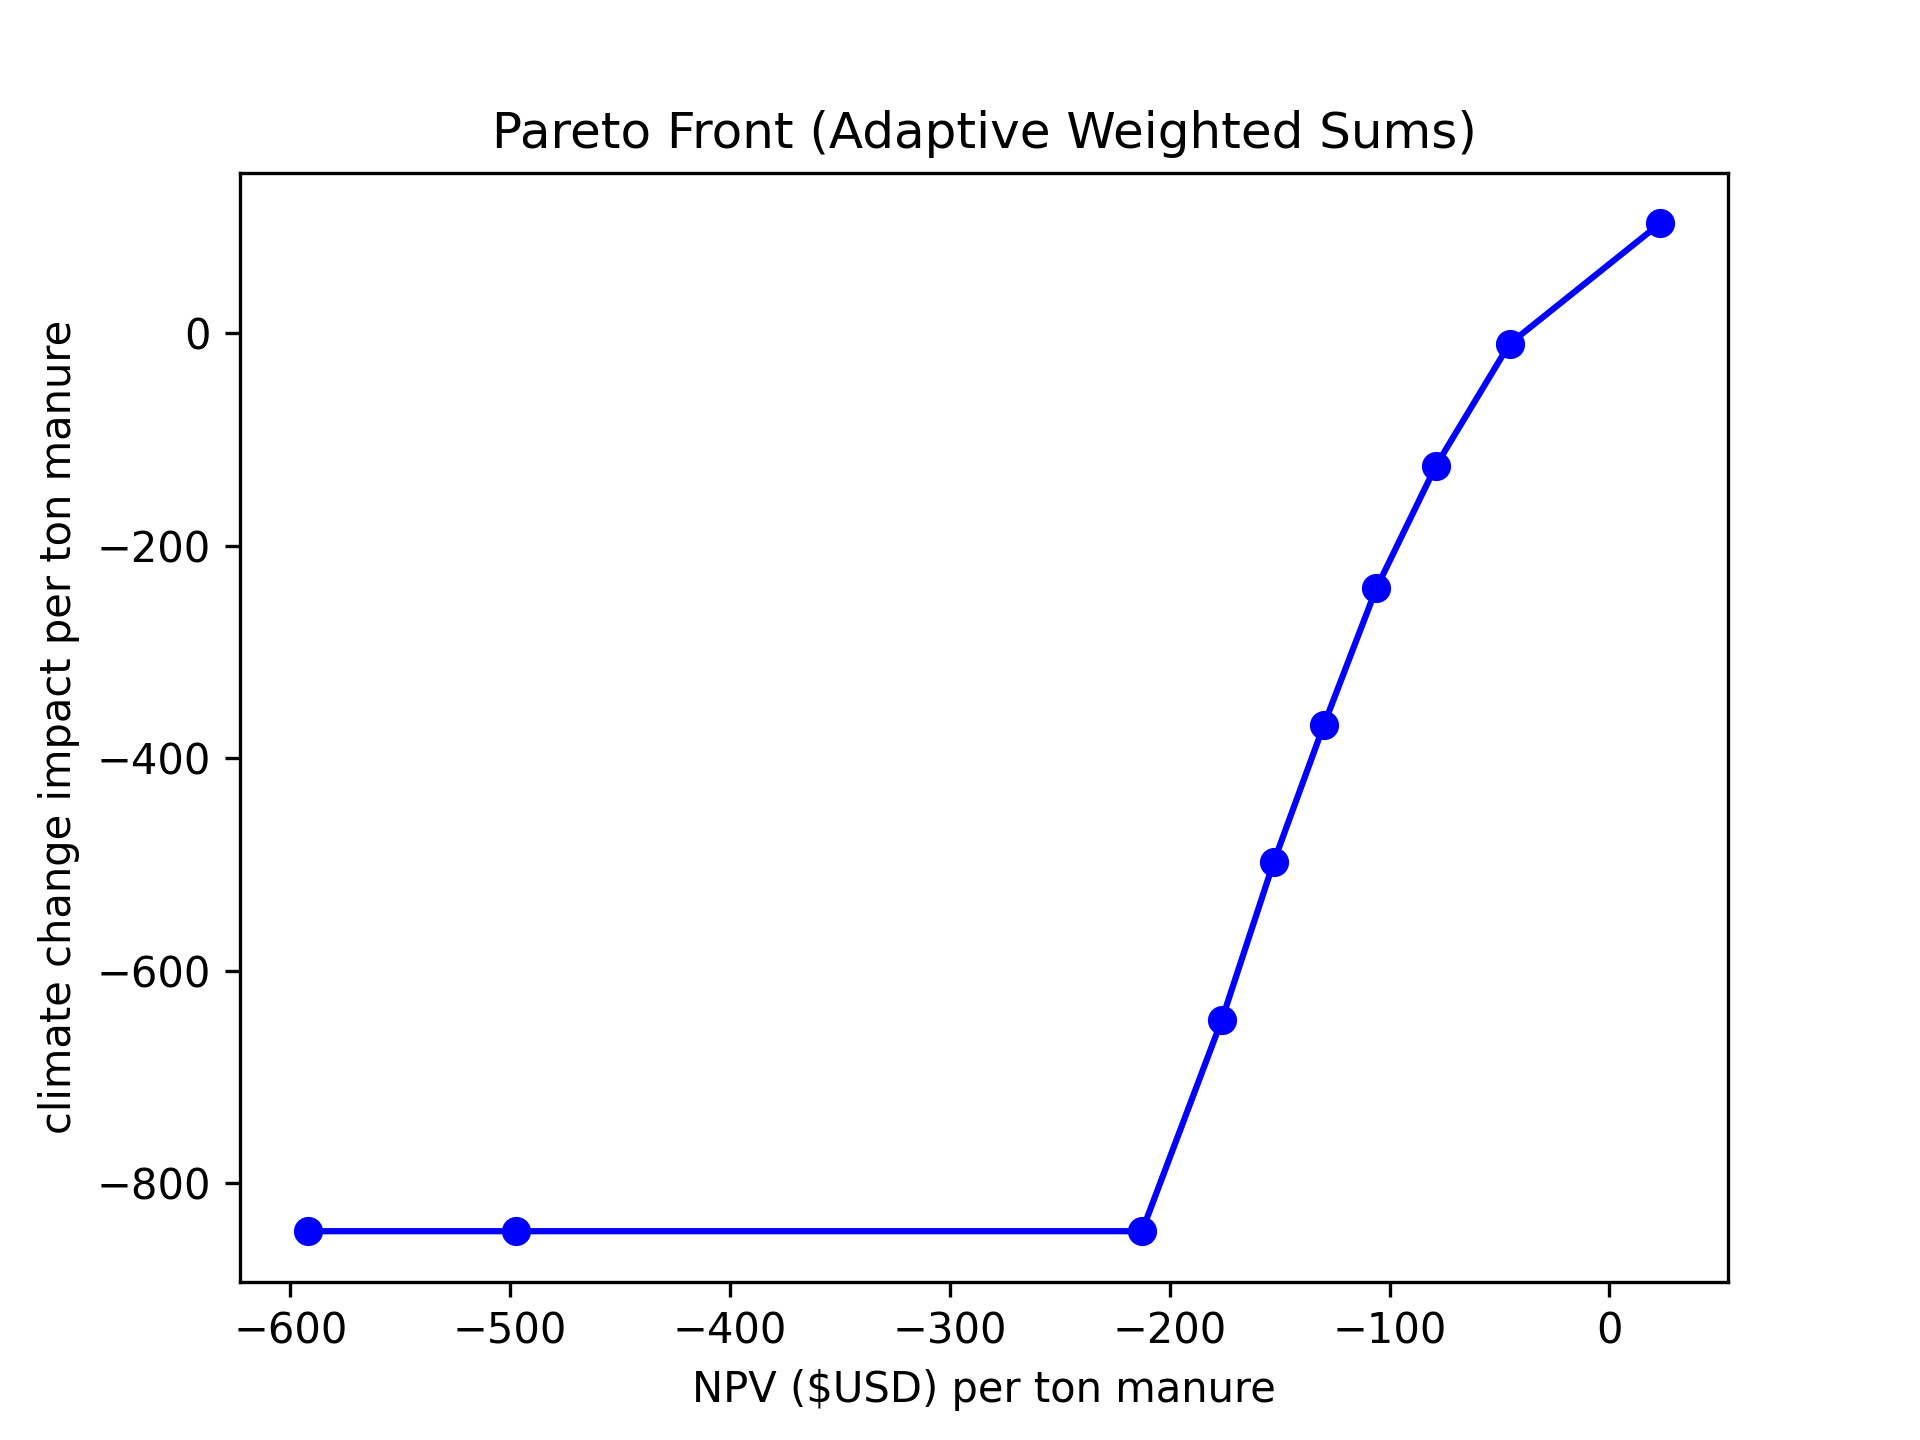 Pareto Front (Adaptive Weighted Sums)
climate change impact per ton manure
0
−200
−400
−600
−800
−600 −500 −400 −300 −200 −100 0
NPV ($USD) per ton manure